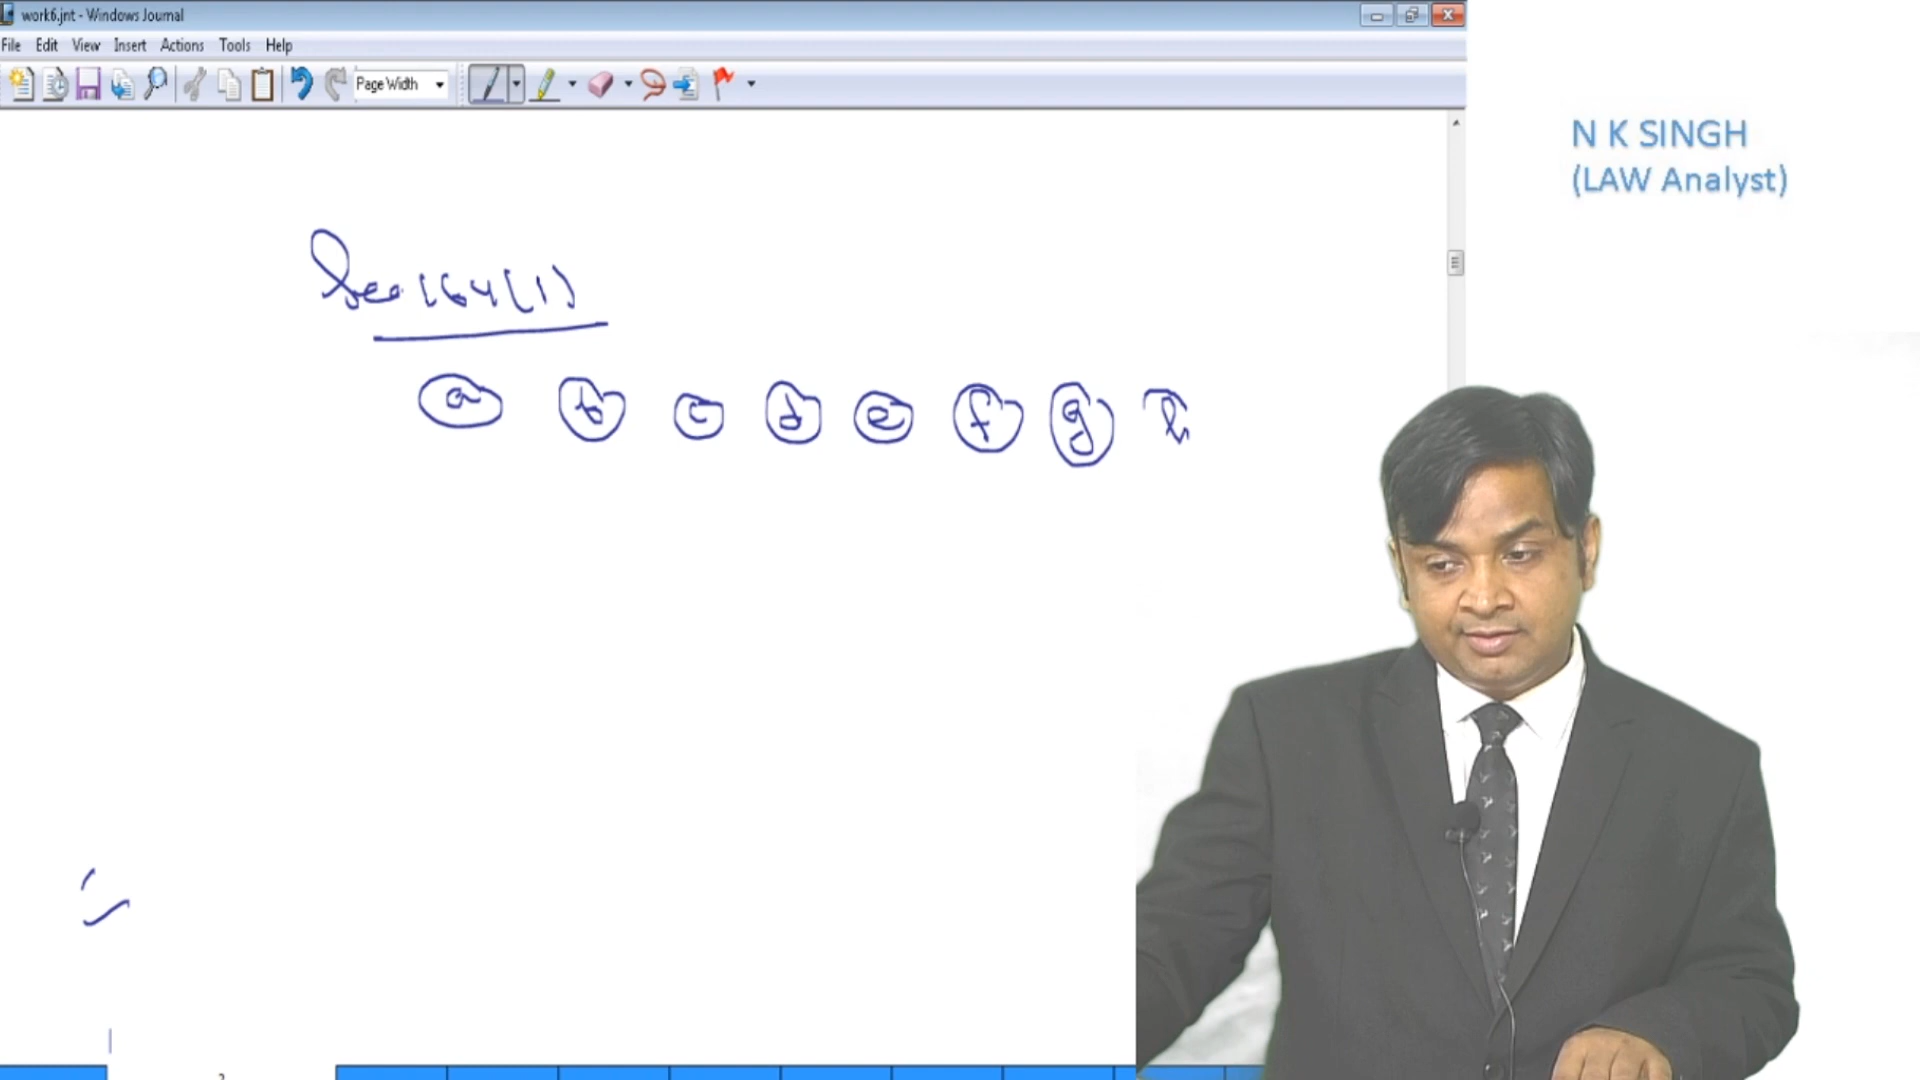 work6.jnt - Windows Journal
File Edit View Insert Actions Tools Help
Page Width
N K SINGH
(LAW Analyst)
Sec 164(1)
a b c d e f g h